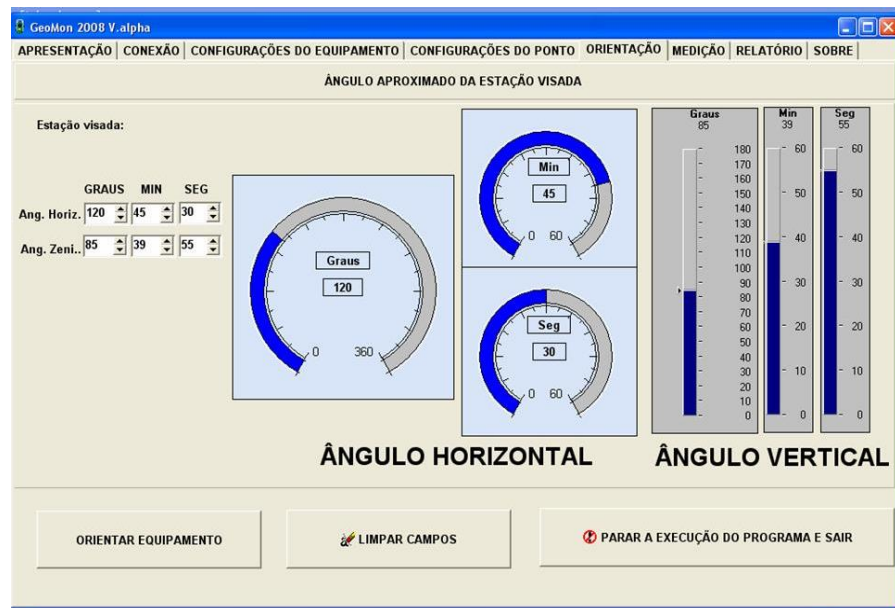 GeoMon 2008 V.alpha
APRESENTAÇÃO CONEXÃO CONFIGURAÇÕES DO EQUIPAMENTO CONFIGURAÇÕES DO PONTO ORIENTAÇÃO MEDIÇÃO RELATÓRIO SOBRE
ÂNGULO APROXIMADO DA ESTAÇÃO VISADA
Estação visada:
GRAUS MIN SEG
Ang. Horiz. 120 45 30
Ang. Zeni.. 85 39 55
Graus
120
0 360
Min
45
0 60
Seg
30
0 60
ÂNGULO HORIZONTAL
Graus
85
180
170
160
150
140
130
120
110
100
90
80
70
60
50
40
30
20
10
0
Min
39
60
50
40
30
20
10
0
Seg
55
60
50
40
30
20
10
0
ÂNGULO VERTICAL
ORIENTAR EQUIPAMENTO
LIMPAR CAMPOS
PARAR A EXECUÇÃO DO PROGRAMA E SAIR